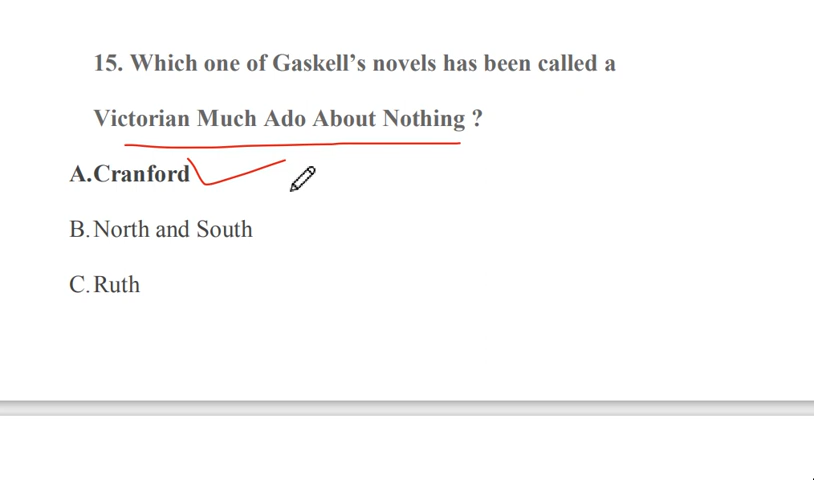 15. Which one of Gaskell’s novels has been called a
Victorian Much Ado About Nothing ?
A.Cranford
B. North and South
C. Ruth